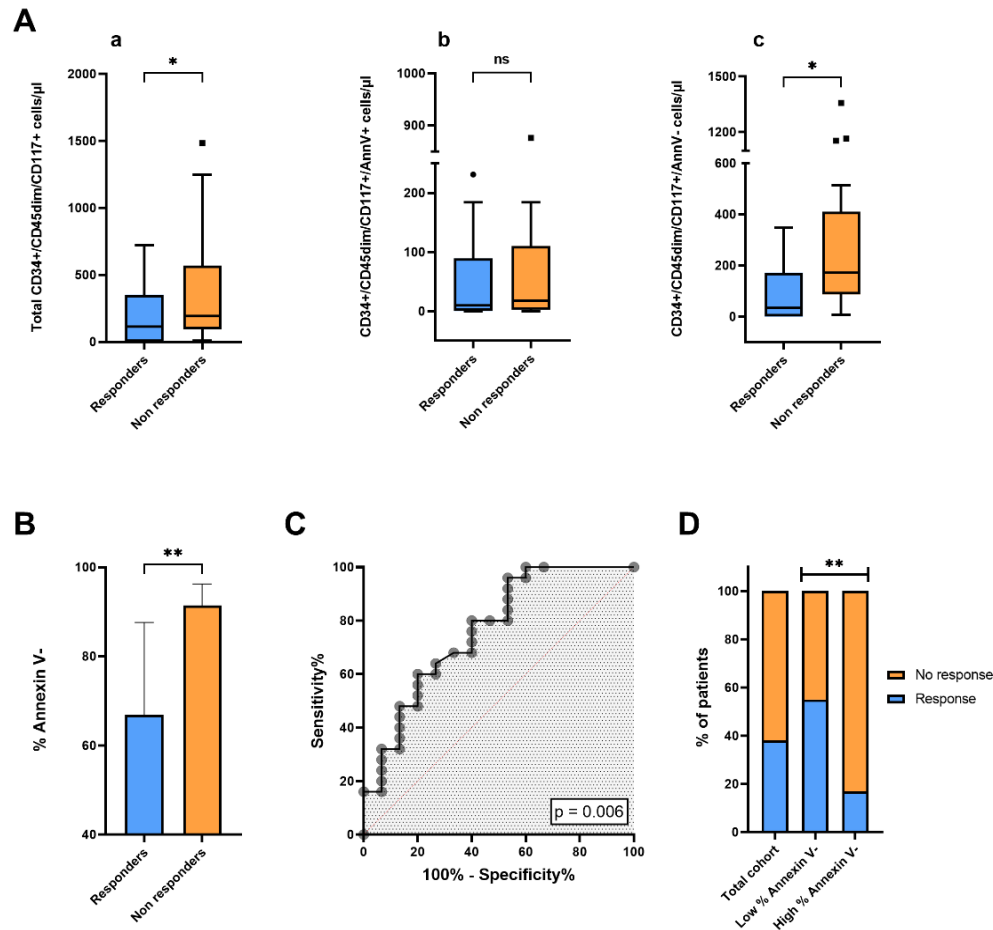 A
a
Total CD34+/CD45dim/CD117+ cells/µl
2000
1500
1000
500
0
*
Responders
Non responders
b
CD34+/CD45dim/CD117+/AnnV+ cells/µl
1000
900
200
100
0
ns
Responders
Non responders
c
CD34+/CD45dim/CD117+/AnnV- cells/µl
1500
1200
600
400
200
0
*
Responders
Non responders
B
% Annexin V-
100
80
60
40
**
Responders
Non responders
C
Sensitivity%
100
80
60
40
20
0
p = 0.006
0 20 40 60 80 100
100% - Specificity%
D
% of patients
100
80
60
40
20
0
**
Total cohort
Low % Annexin V-
High % Annexin V-
No response
Response